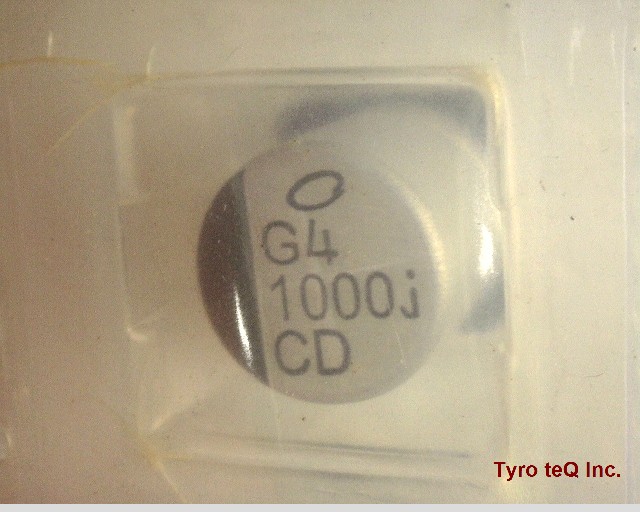 G4
1000j
CD
Tyro teQ Inc.